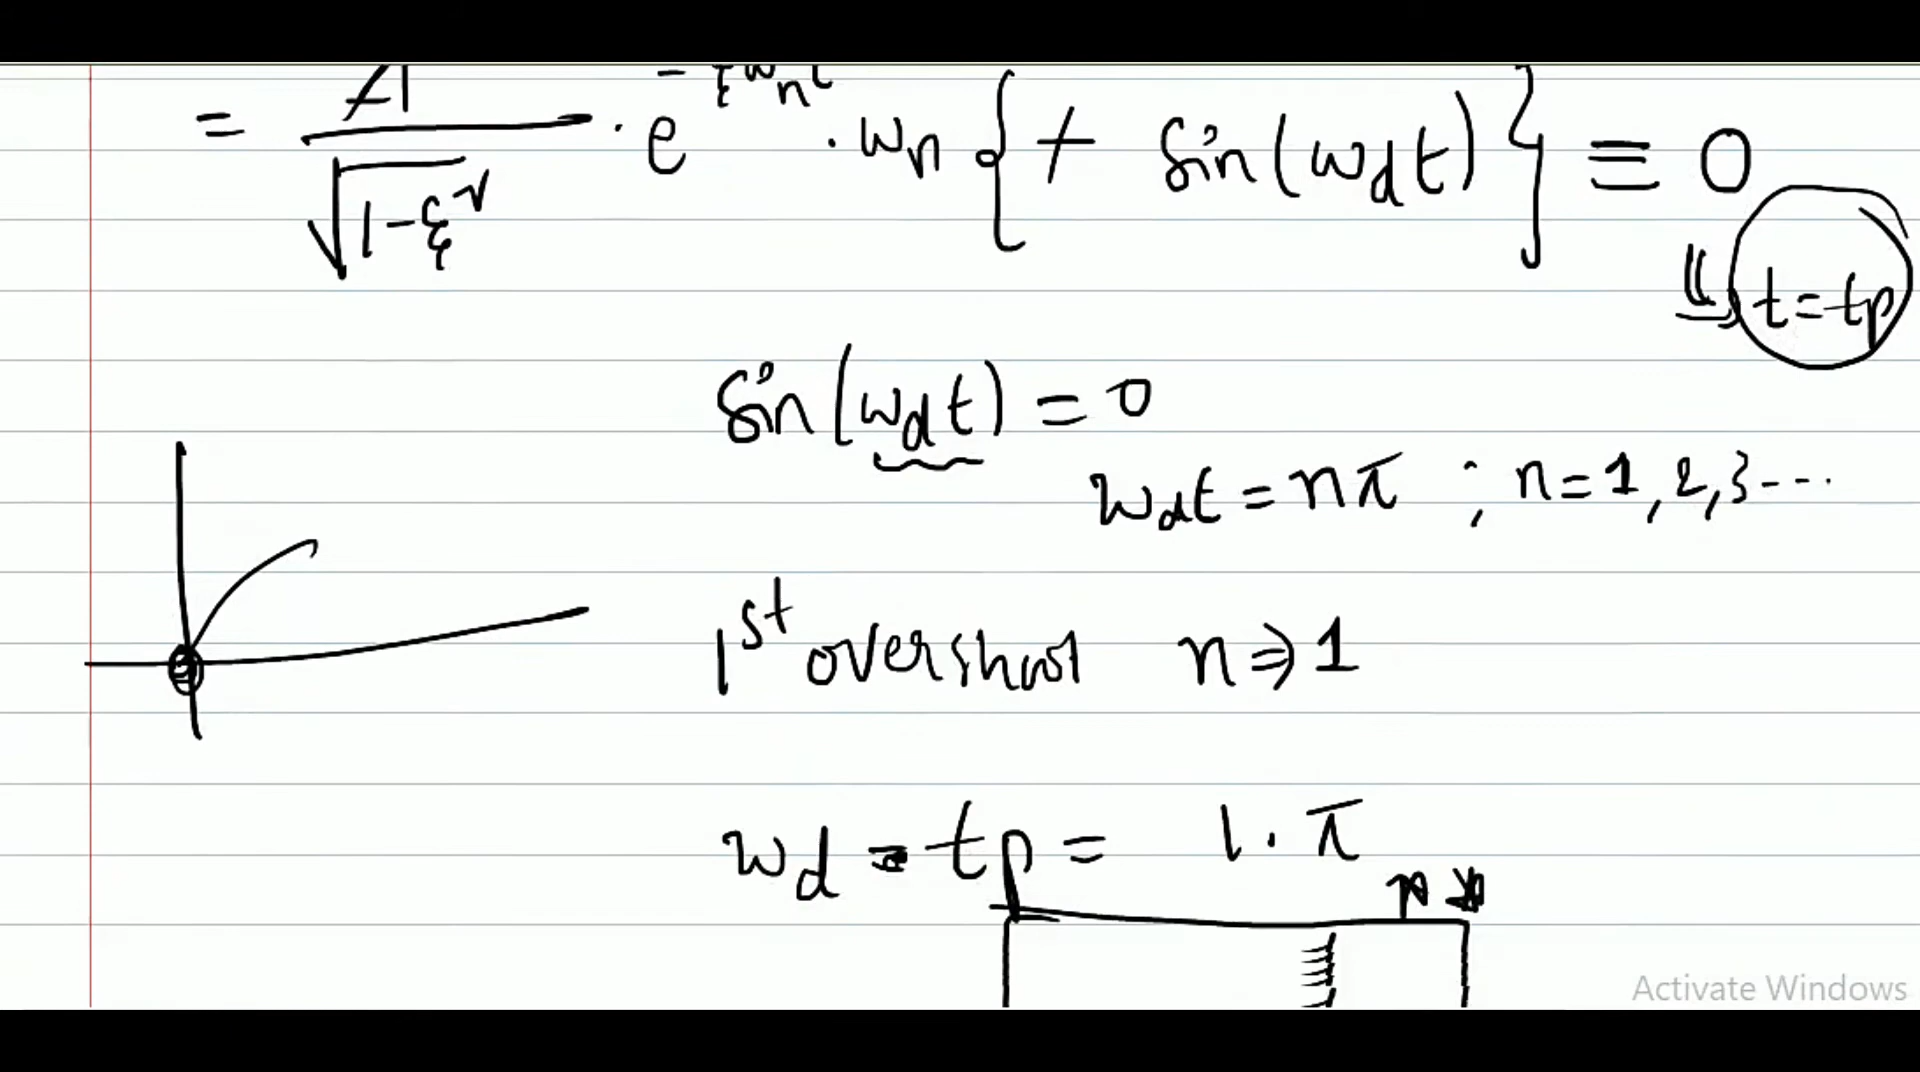 = A / √(1-ξ²) · e^(-ξωnt) · ωn { + sin(ωdt) } ≡ 0
t = tp
sin(ωdt) = 0
ωdt = nπ ; n = 1, 2, 3 ---
1st overshoot n ⇒ 1
ωd - tp = 1 · π
Activate Windows